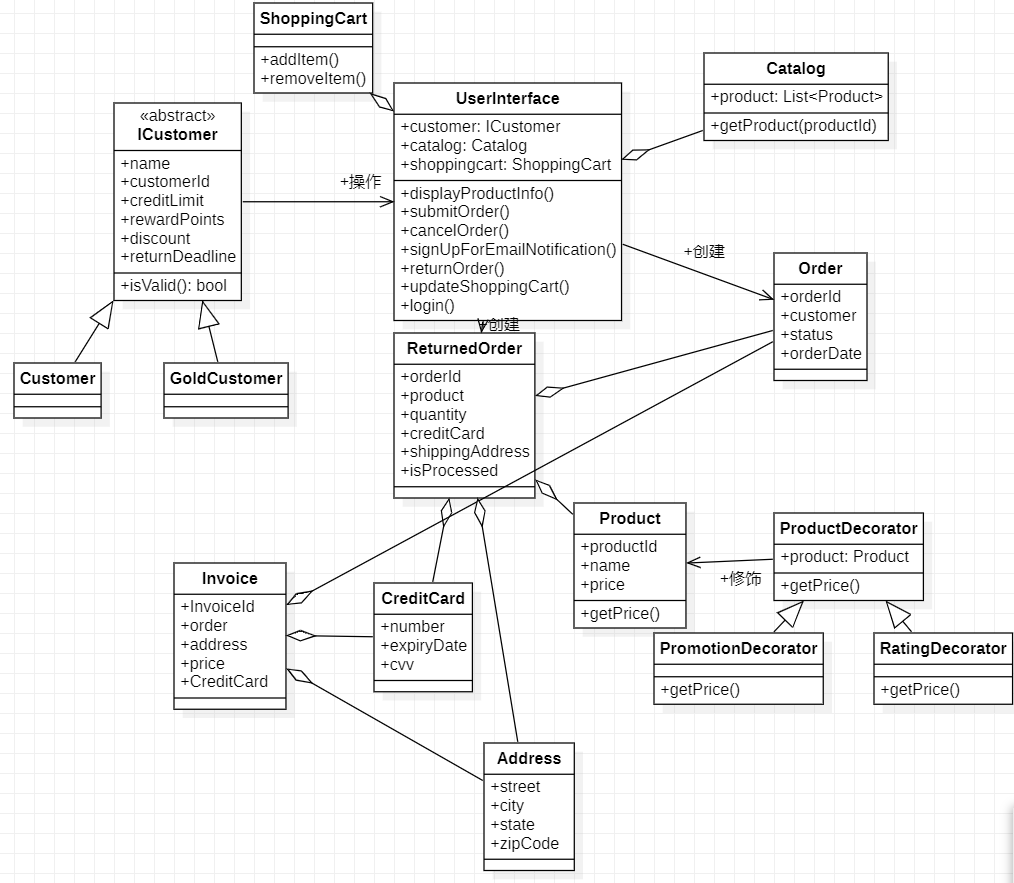 ShoppingCart
+addItem()
+removeItem()
Catalog
+product: List<Product>
+getProduct(productId)
UserInterface
+customer: ICustomer
+catalog: Catalog
+shoppingcart: ShoppingCart
+displayProductInfo()
+submitOrder()
+cancelOrder()
+signUpForEmailNotification()
+returnOrder()
+updateShoppingCart()
+login()
«abstract»
ICustomer
+name
+customerId
+creditLimit
+rewardPoints
+discount
+returnDeadline
+isValid(): bool
+操作
+创建
Order
+orderId
+customer
+status
+orderDate
+创建
Customer
GoldCustomer
ReturnedOrder
+orderId
+product
+quantity
+creditCard
+shippingAddress
+isProcessed
Product
+productId
+name
+price
+getPrice()
+修饰
ProductDecorator
+product: Product
+getPrice()
Invoice
+InvoiceId
+order
+address
+price
+CreditCard
CreditCard
+number
+expiryDate
+cvv
PromotionDecorator
+getPrice()
RatingDecorator
+getPrice()
Address
+street
+city
+state
+zipCode